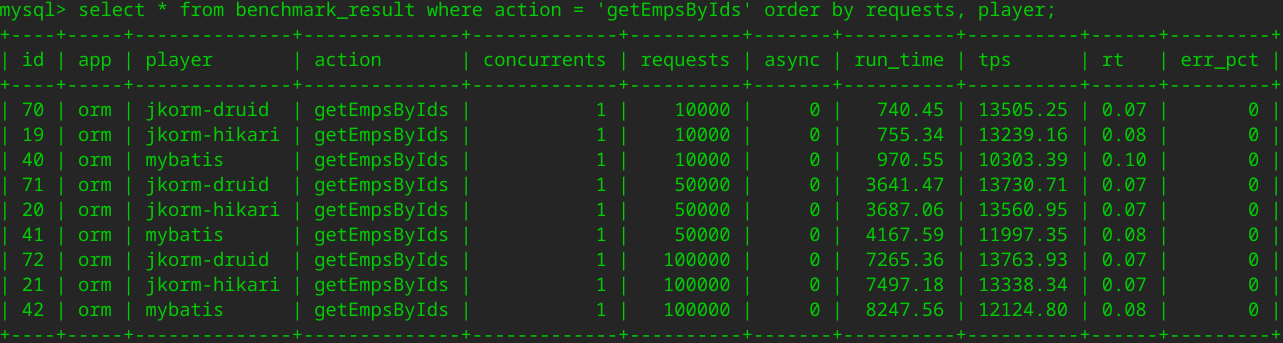 mysql> select * from benchmark_result where action = 'getEmpsByIds' order by requests, player;
+----+-----+--------------+--------------+-------------+----------+-------+----------+----------+------+---------+
| id | app | player       | action       | concurrents | requests | async | run_time | tps      | rt   | err_pct |
+----+-----+--------------+--------------+-------------+----------+-------+----------+----------+------+---------+
| 70 | orm | jkorm-druid  | getEmpsByIds |           1 |    10000 |     0 |   740.45 | 13505.25 | 0.07 |       0 |
| 19 | orm | jkorm-hikari | getEmpsByIds |           1 |    10000 |     0 |   755.34 | 13239.16 | 0.08 |       0 |
| 40 | orm | mybatis      | getEmpsByIds |           1 |    10000 |     0 |   970.55 | 10303.39 | 0.10 |       0 |
| 71 | orm | jkorm-druid  | getEmpsByIds |           1 |    50000 |     0 |  3641.47 | 13730.71 | 0.07 |       0 |
| 20 | orm | jkorm-hikari | getEmpsByIds |           1 |    50000 |     0 |  3687.06 | 13560.95 | 0.07 |       0 |
| 41 | orm | mybatis      | getEmpsByIds |           1 |    50000 |     0 |  4167.59 | 11997.35 | 0.08 |       0 |
| 72 | orm | jkorm-druid  | getEmpsByIds |           1 |   100000 |     0 |  7265.36 | 13763.93 | 0.07 |       0 |
| 21 | orm | jkorm-hikari | getEmpsByIds |           1 |   100000 |     0 |  7497.18 | 13338.34 | 0.07 |       0 |
| 42 | orm | mybatis      | getEmpsByIds |           1 |   100000 |     0 |  8247.56 | 12124.80 | 0.08 |       0 |
+----+-----+--------------+--------------+-------------+----------+-------+----------+----------+------+---------+